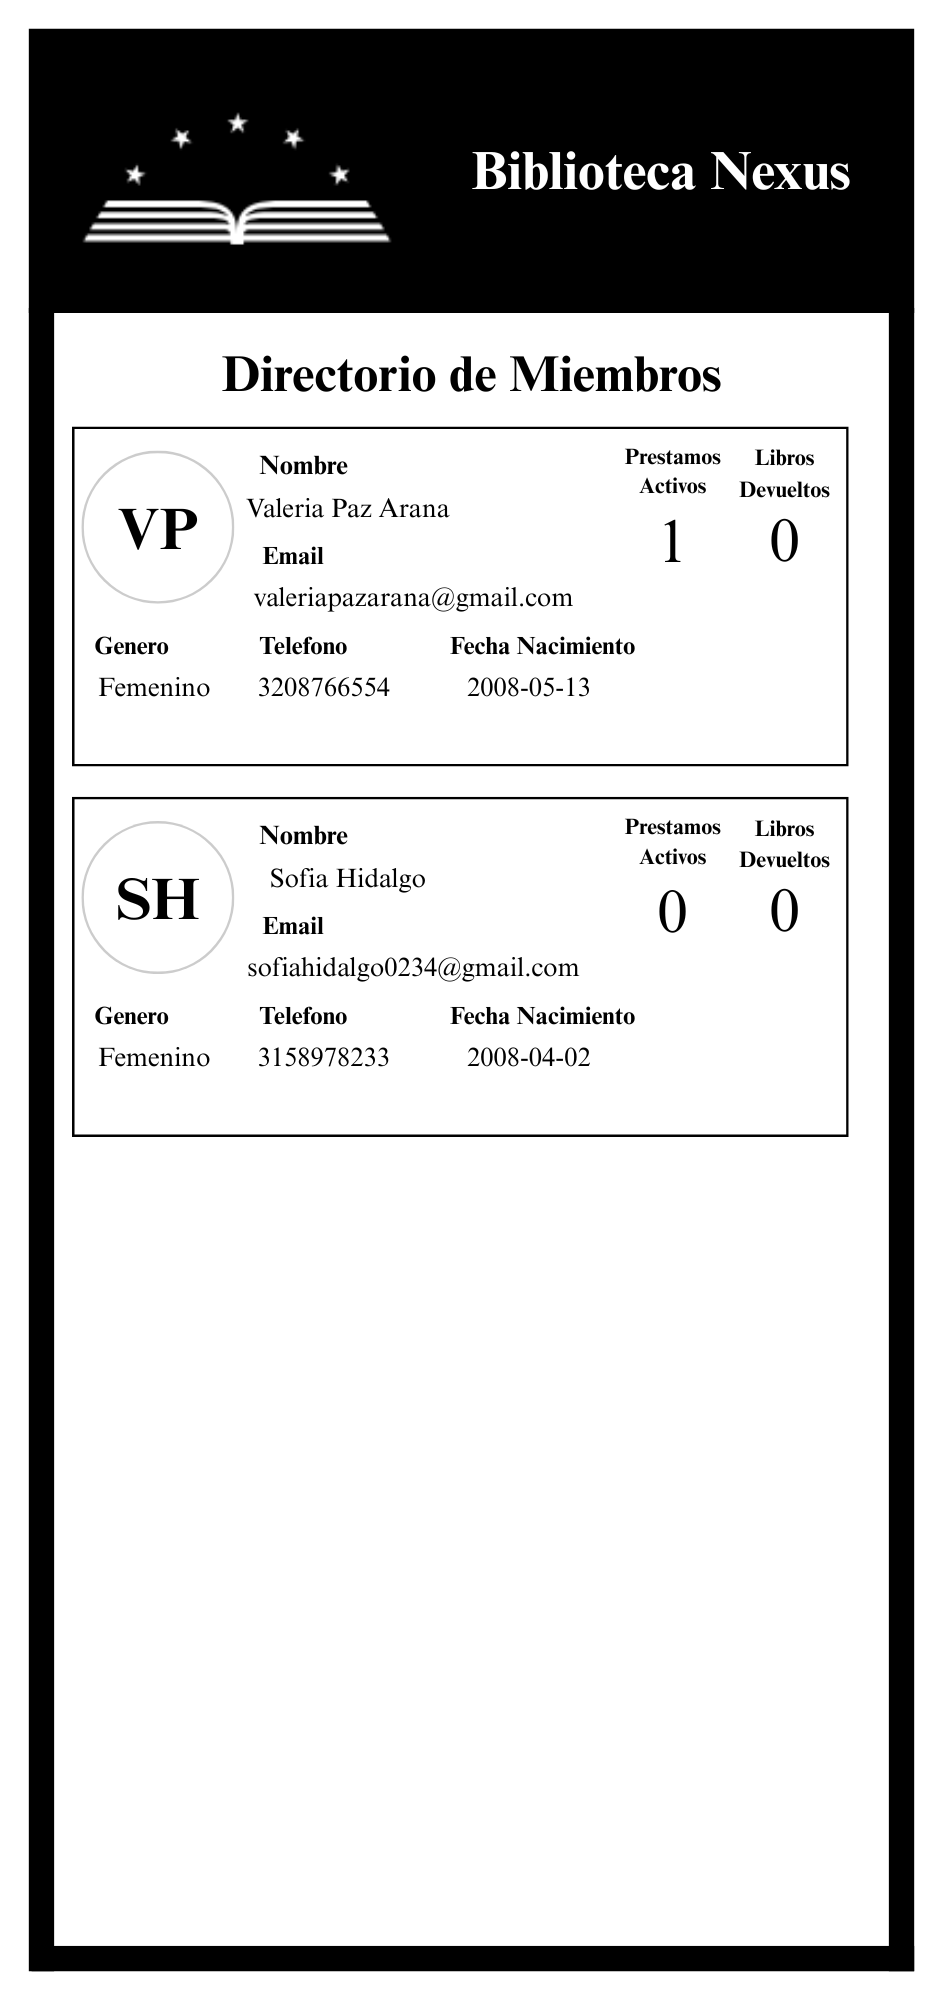 Biblioteca Nexus
Directorio de Miembros
VP
Nombre
Valeria Paz Arana
Email
valeriapazarana@gmail.com
Prestamos
Activos
1
Libros
Devueltos
0
Genero
Femenino
Telefono
3208766554
Fecha Nacimiento
2008-05-13
SH
Nombre
Sofia Hidalgo
Email
sofiahidalgo0234@gmail.com
Prestamos
Activos
0
Libros
Devueltos
0
Genero
Femenino
Telefono
3158978233
Fecha Nacimiento
2008-04-02